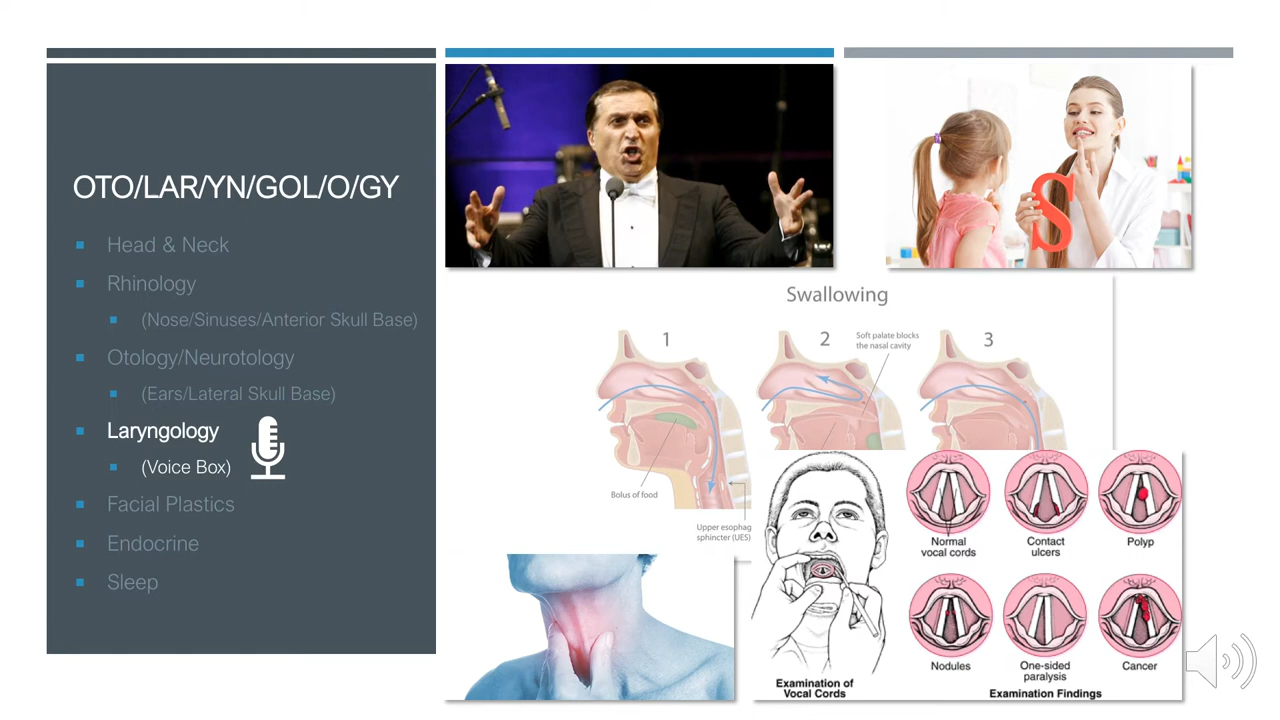 OTO/LAR/YN/GOL/O/GY
Head & Neck
Rhinology
(Nose/Sinuses/Anterior Skull Base)
Otology/Neurotology
(Ears/Lateral Skull Base)
Laryngology
(Voice Box)
Facial Plastics
Endocrine
Sleep
S
Swallowing
1
2
3
Soft palate blocks
the nasal cavity
Bolus of food
Upper esophag
sphincter (UES)
Normal
vocal cords
Contact
ulcers
Polyp
Nodules
One-sided
paralysis
Cancer
Examination of
Vocal Cords
Examination Findings